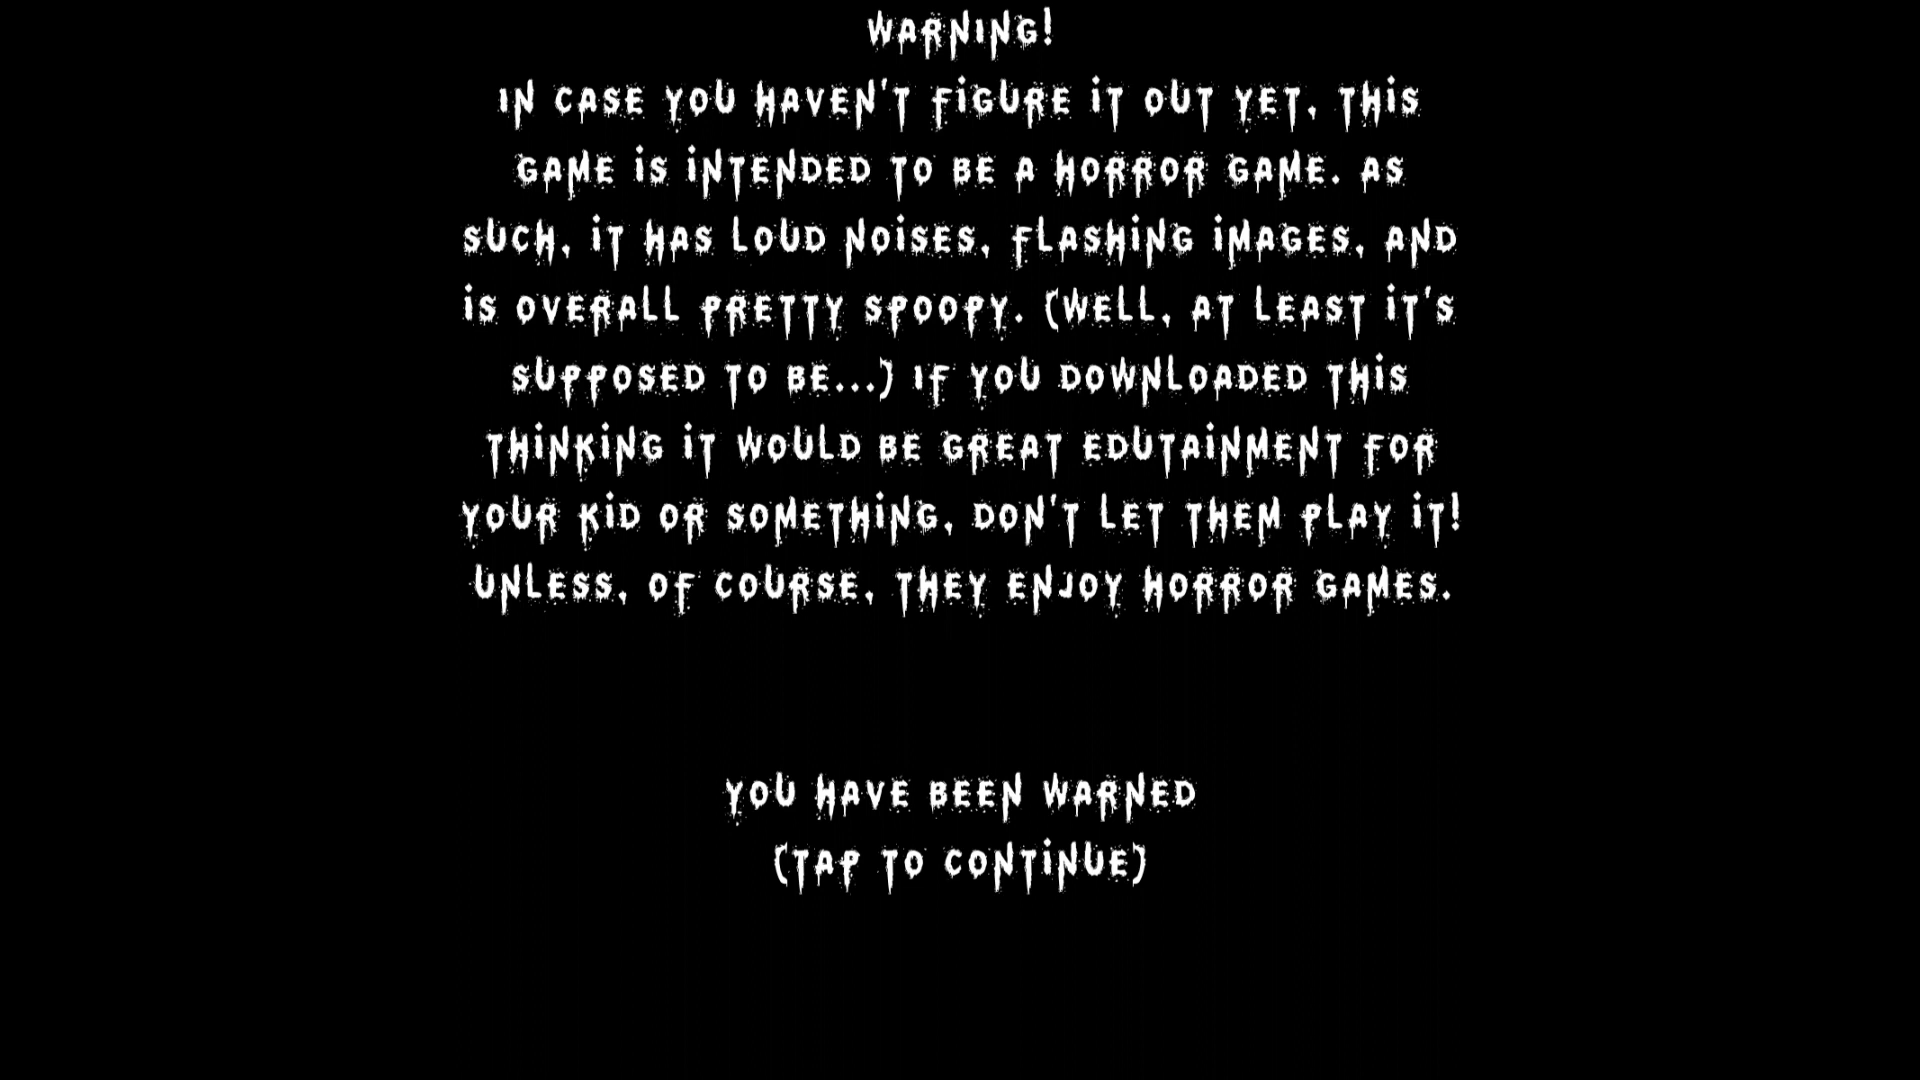 WARNING!
IN CASE YOU HAVEN'T FIGURE IT OUT YET, THIS
GAME IS INTENDED TO BE A HORROR GAME. AS
SUCH, IT HAS LOUD NOISES, FLASHING IMAGES, AND
IS OVERALL PRETTY SPOOPY. (WELL, AT LEAST IT'S
SUPPOSED TO BE...) IF YOU DOWNLOADED THIS
THINKING IT WOULD BE GREAT EDUTAINMENT FOR
YOUR KID OR SOMETHING, DON'T LET THEM PLAY IT!
UNLESS, OF COURSE, THEY ENJOY HORROR GAMES.
YOU HAVE BEEN WARNED
(TAP TO CONTINUE)